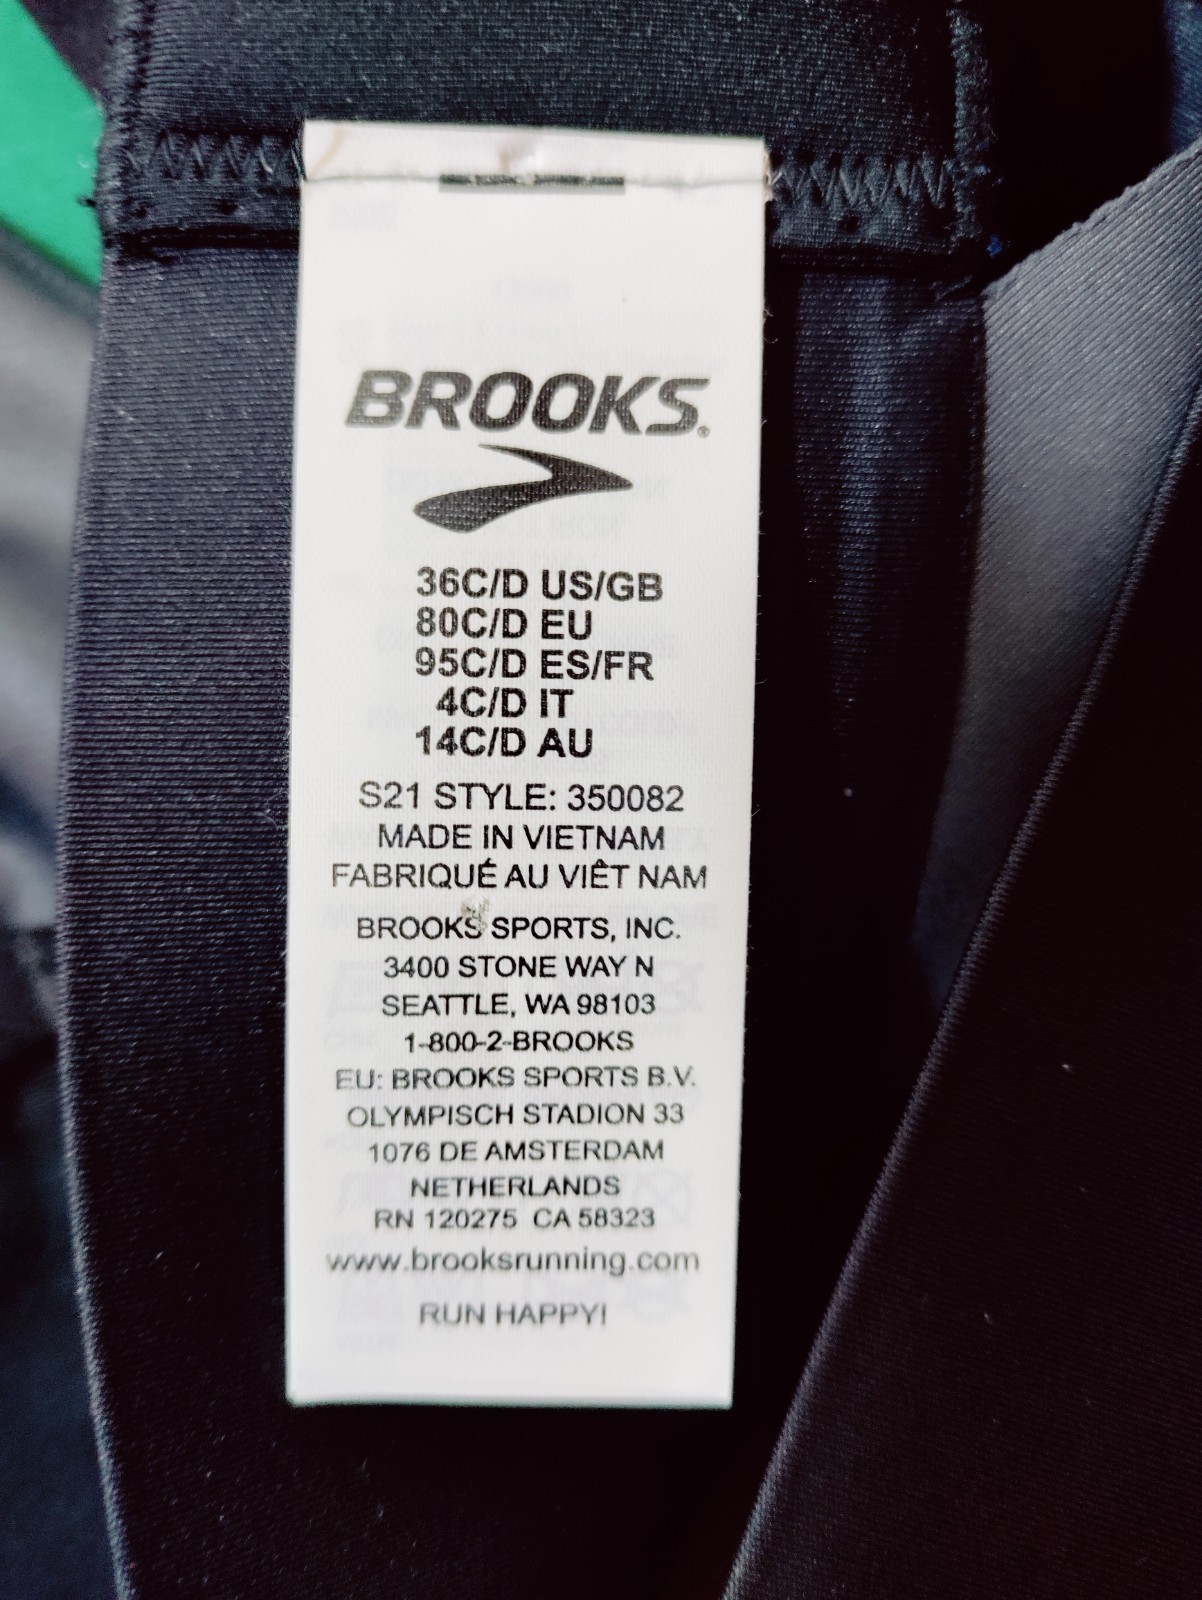 BROOKS®
36C/D US/GB
80C/D EU
95C/D ES/FR
4C/D IT
14C/D AU
S21 STYLE: 350082
MADE IN VIETNAM
FABRIQUÉ AU VIÊT NAM
BROOKS SPORTS, INC.
3400 STONE WAY N
SEATTLE, WA 98103
1-800-2-BROOKS
EU: BROOKS SPORTS B.V.
OLYMPISCH STADION 33
1076 DE AMSTERDAM
NETHERLANDS
RN 120275 CA 58323
www.brooksrunning.com
RUN HAPPY!